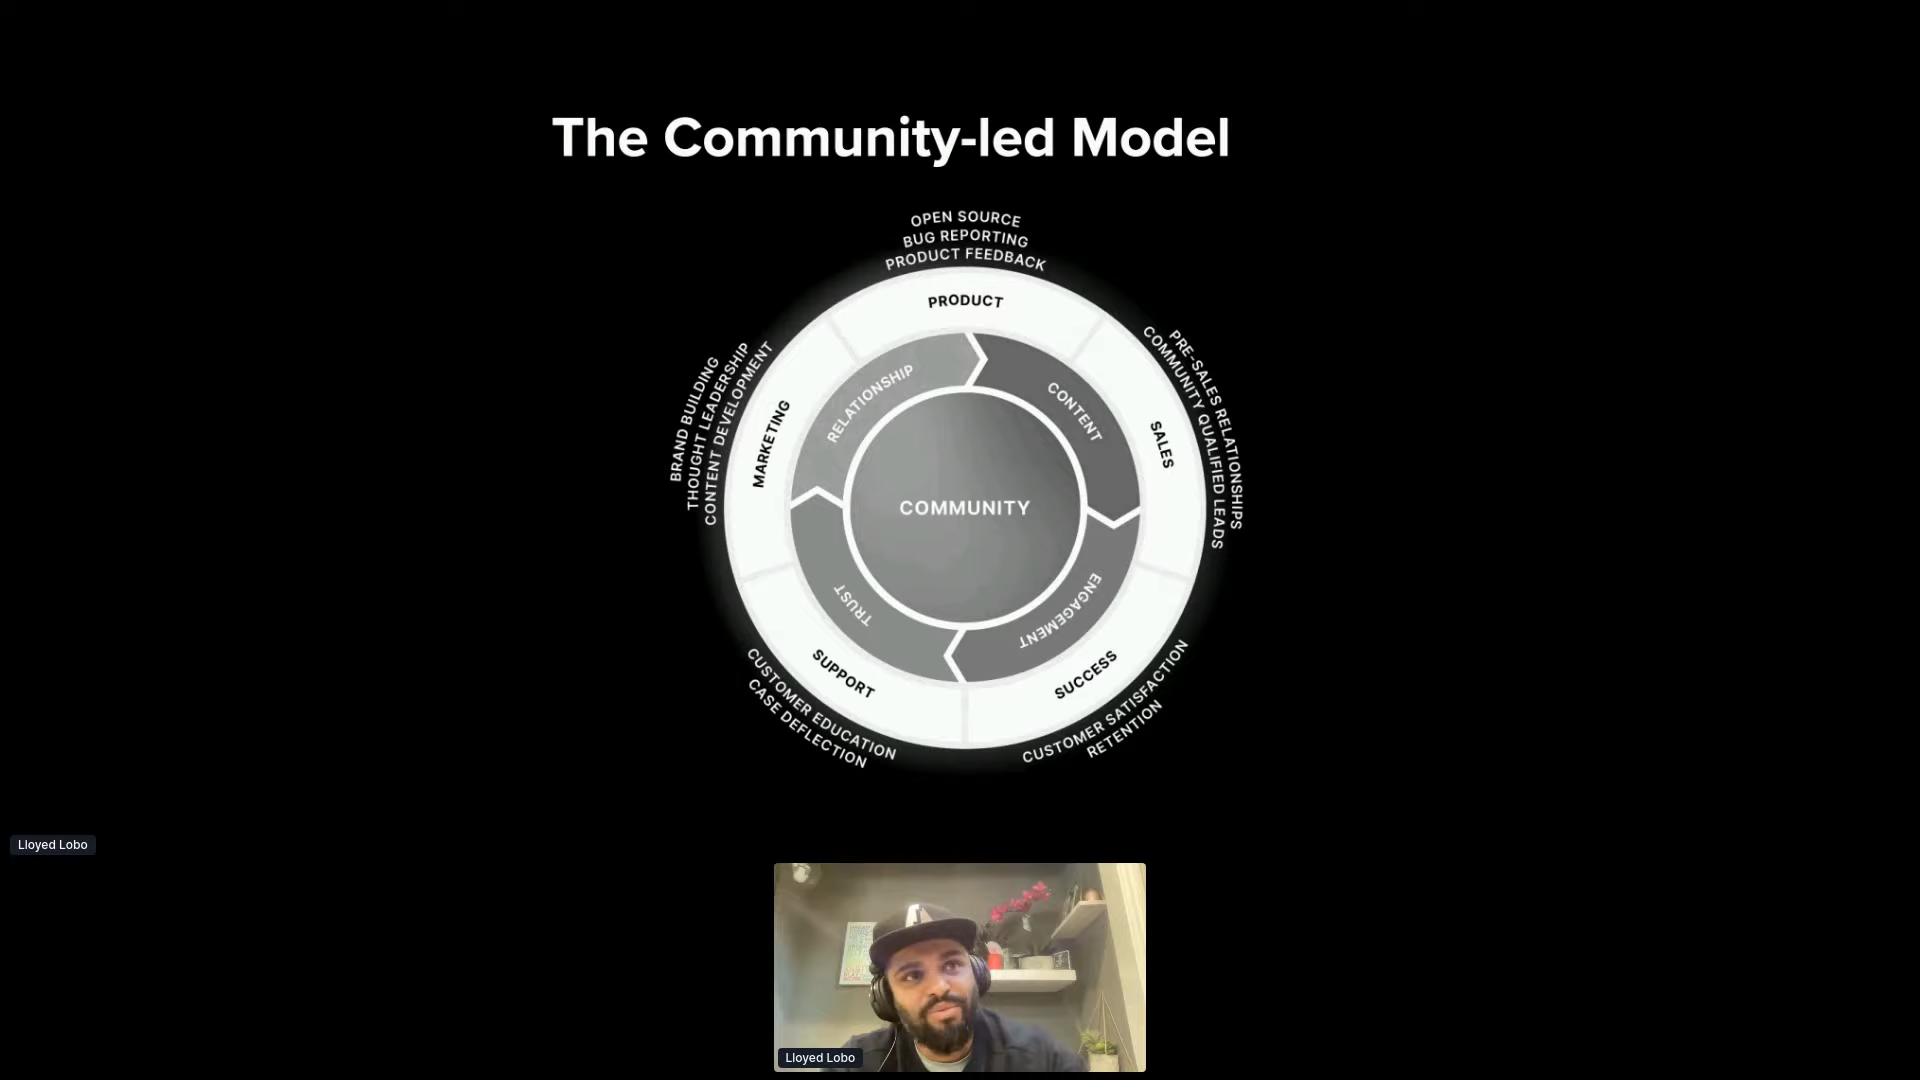 The Community-led Model
OPEN SOURCE
BUG REPORTING
PRODUCT FEEDBACK
PRODUCT
PRE-SALES RELATIONSHIPS
COMMUNITY QUALIFIED LEADS
SALES
CUSTOMER SATISFACTION
RETENTION
SUCCESS
CUSTOMER EDUCATION
CASE DEFLECTION
SUPPORT
BRAND BUILDING
THOUGHT LEADERSHIP
CONTENT DEVELOPMENT
MARKETING
RELATIONSHIP
CONTENT
ENGAGEMENT
TRUST
COMMUNITY
Lloyed Lobo
Lloyed Lobo